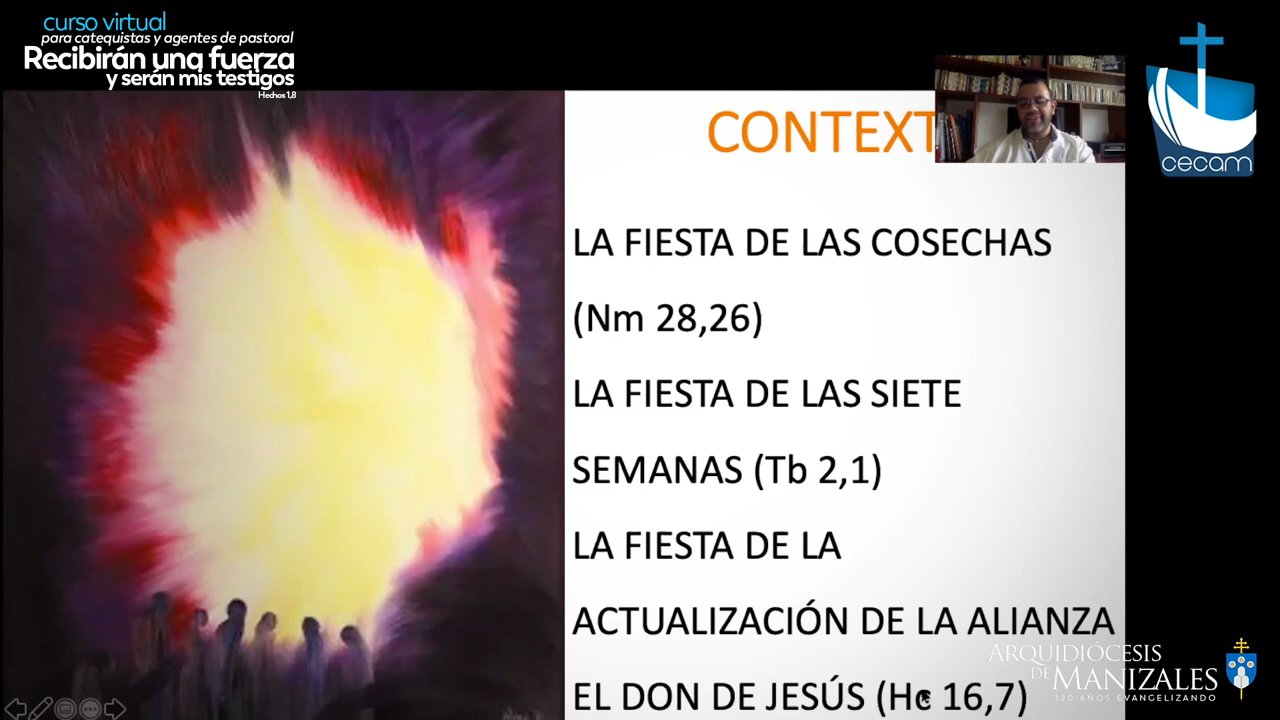 curso virtual
para catequistas y agentes de pastoral
Recibirán una fuerza
y serán mis testigos
Hechos 1,8
CONTEXT
cecam
LA FIESTA DE LAS COSECHAS
(Nm 28,26)
LA FIESTA DE LAS SIETE
SEMANAS (Tb 2,1)
LA FIESTA DE LA
ACTUALIZACIÓN DE LA ALIANZA
EL DON DE JESÚS (Hc 16,7)
ARQUIDIÓCESIS
DE MANIZALES
120 AÑOS EVANGELIZANDO